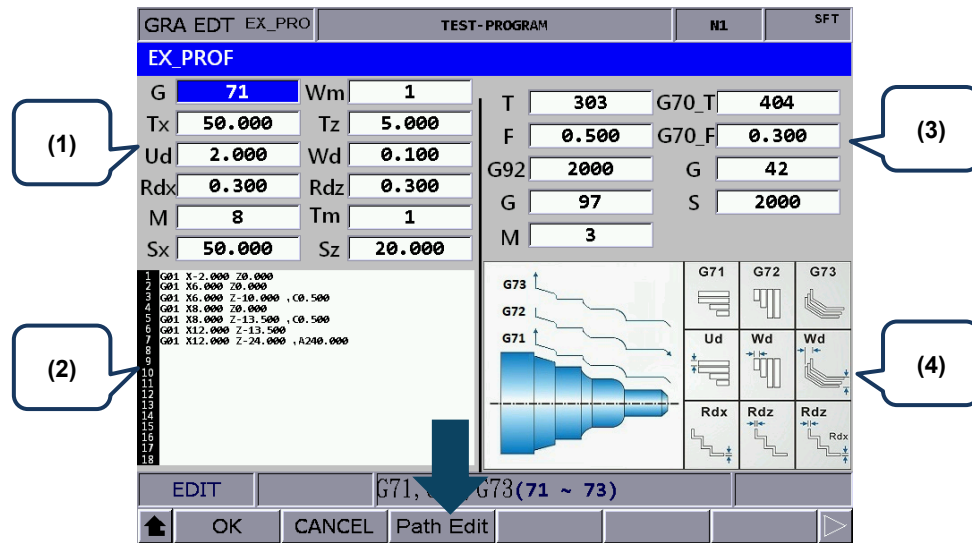 GRA EDT EX_PRO TEST-PROGRAM N1 SFT
EX_PROF
(1)
G 71 Wm 1
Tx 50.000 Tz 5.000
Ud 2.000 Wd 0.100
Rdx 0.300 Rdz 0.300
M 8 Tm 1
Sx 50.000 Sz 20.000
(3)
T 303 G70_T 404
F 0.500 G70_F 0.300
G92 2000 G 42
G 97 S 2000
M 3
(2)
1 G01 X-2.000 Z0.000
2 G01 X6.000 Z0.000
3 G01 X6.000 Z-10.000 ,C0.500
4 G01 X8.000 Z0.000
5 G01 X8.000 Z-13.500 ,C0.500
6 G01 X12.000 Z-13.500
7 G01 X12.000 Z-24.000 ,A240.000
8
9
10
11
12
13
14
15
16
17
18
G73
G72
G71
(4)
G71 G72 G73
Ud Wd Wd
Rdx Rdz Rdz
Rdx
EDIT G71, G73(71 ~ 73)
OK CANCEL Path Edit